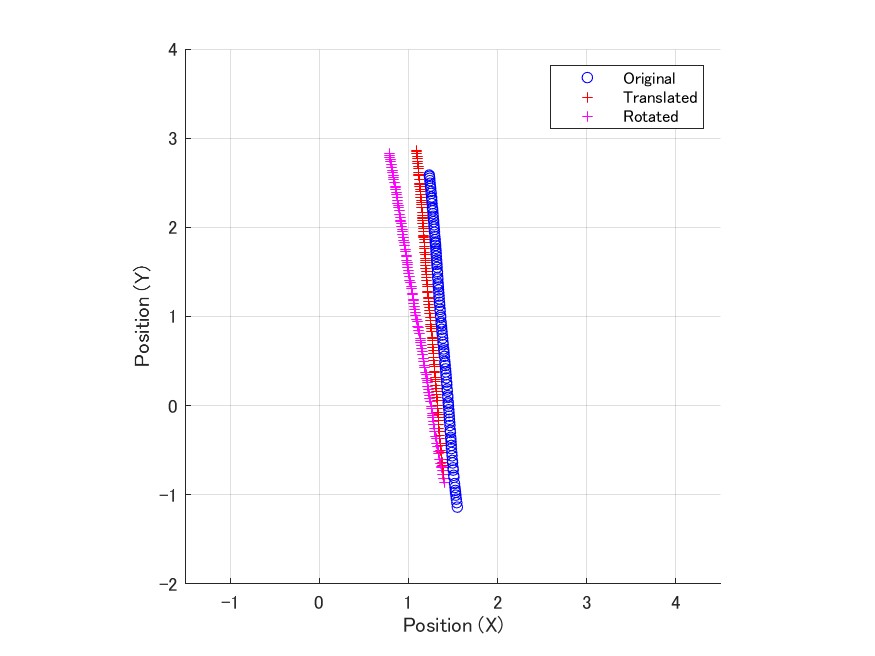 4
3
2
1
0
−1
−2
−1
0
1
2
3
4
Position (X)
Position (Y)
Original
Translated
Rotated